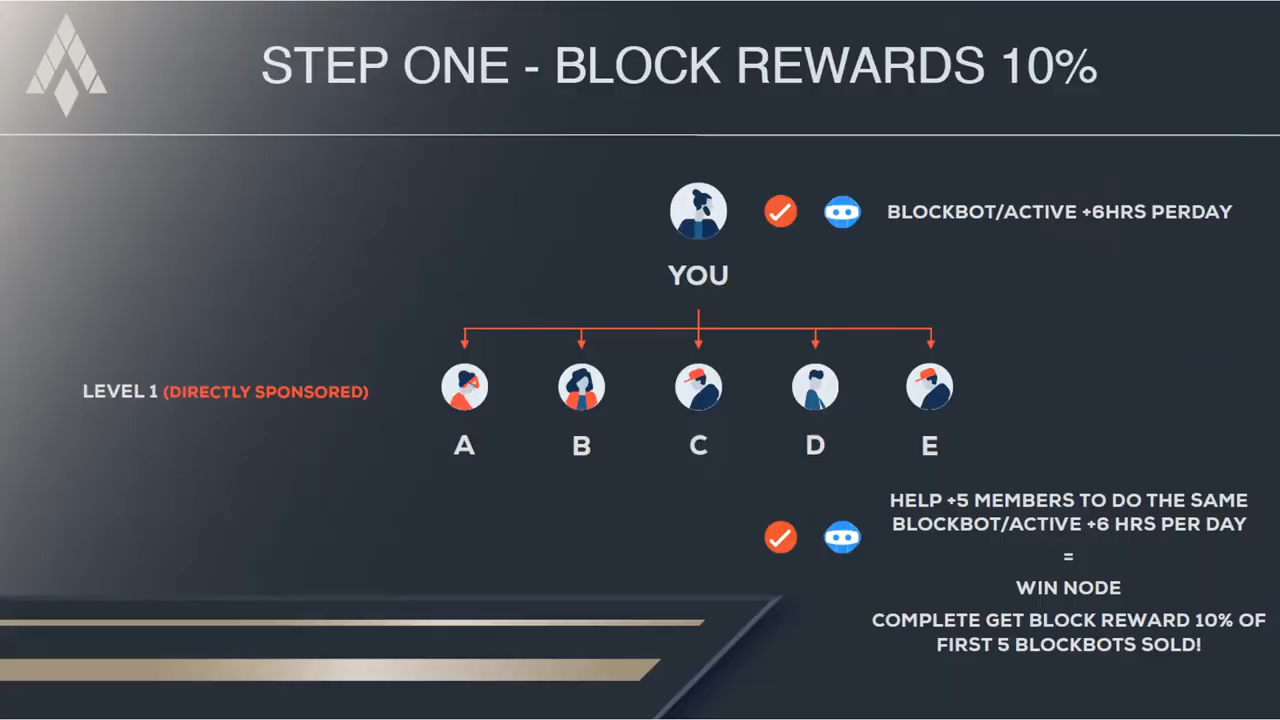 STEP ONE - BLOCK REWARDS 10%
BLOCKBOT/ACTIVE +6HRS PERDAY
YOU
LEVEL 1 (DIRECTLY SPONSORED)
A B C D E
HELP +5 MEMBERS TO DO THE SAME
BLOCKBOT/ACTIVE +6 HRS PER DAY
=
WIN NODE
COMPLETE GET BLOCK REWARD 10% OF
FIRST 5 BLOCKBOTS SOLD!